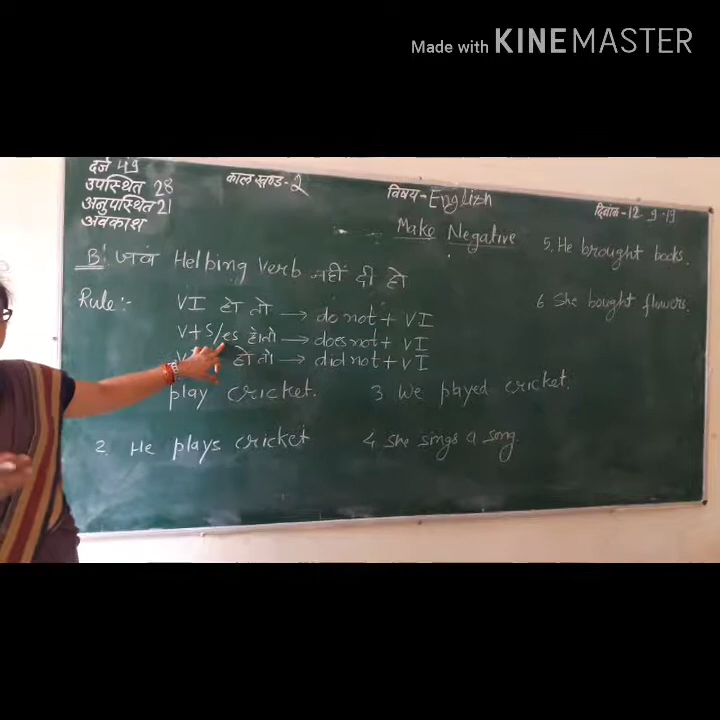 Made with KINEMASTER
दर्ज 49
उपस्थित 28
अनुपस्थित 21
अवकाश
काल खण्ड - 2
विषय - English
दिनांक - 12 9-19
Make Negative
B' जब Helbing Verb नहीं दी हो
Rule:- VI हो तो → do not + VI
V+S/es हो तो → does not + VI
हो तो → did not + VI
play cricket.
2. He plays cricket
3 We played cricket.
4 She sings a song.
5. He brought books.
6 She bought flowers.